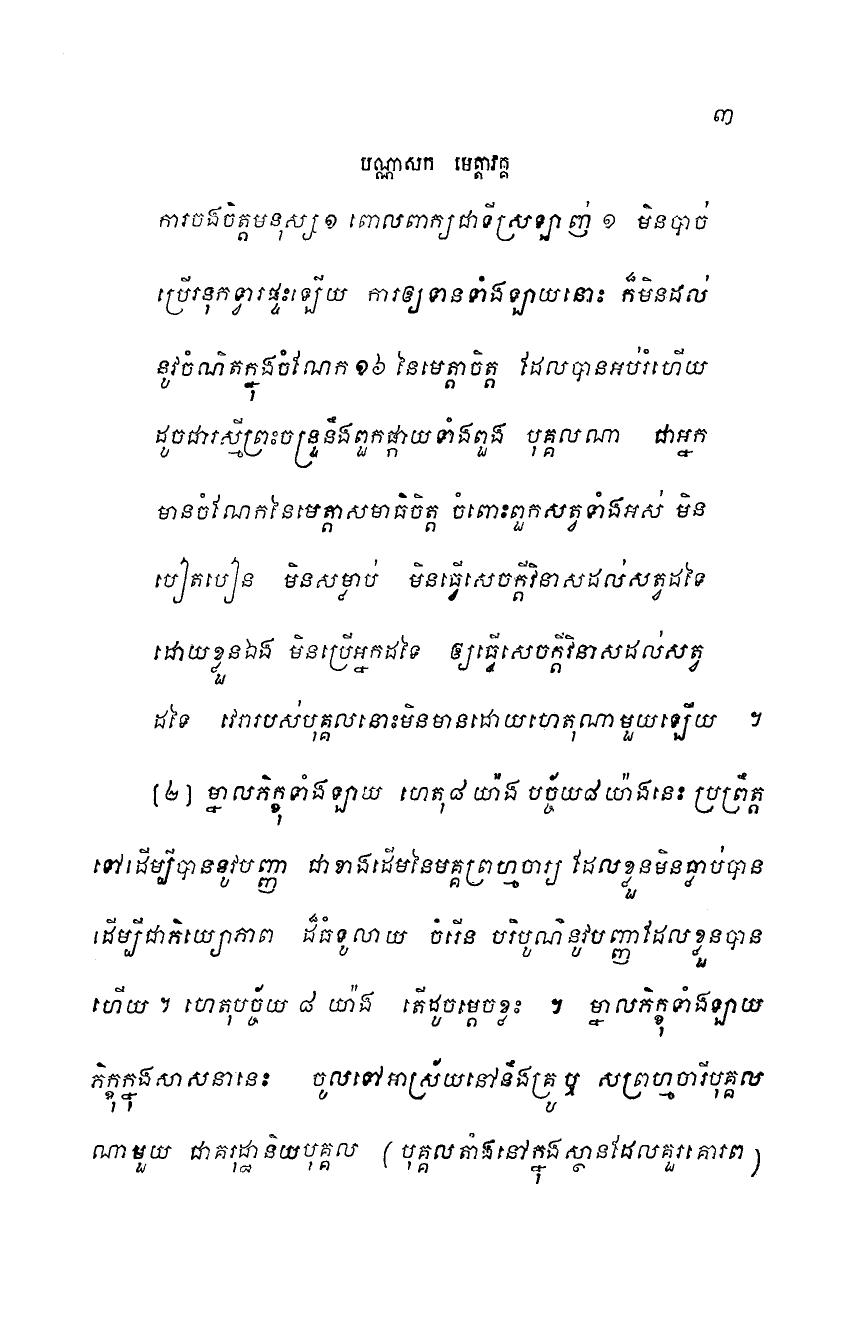 ៣
បណ្ណាសក មេត្តាវគ្គ
ការចងចិត្តមនុស្ស ១ ពោលពាក្យជាទីស្រឡាញ់ ១ មិនបាច់
ប្រើរនុកទ្វារផ្ទះឡើយ ការឲ្យទានទាំងឡាយនោះ ក៏មិនដល់
នូវចំណិតក្នុងចំណែក ១៦ នៃមេត្តាចិត្ត ដែលបានអប់រំហើយ
ដូចជារស្មីព្រះចន្ទ្រនឹងពួកផ្កាយទាំងពួង បុគ្គលណា ជាអ្នក
មានចំណែកនៃមេត្តាសមាធិចិត្ត ចំពោះពួកសត្វទាំងអស់ មិន
បៀតបៀន មិនសម្លាប់ មិនធ្វើសេចក្តីវិនាសដល់សត្វដទៃ
ដោយខ្លួនឯង មិនប្រើអ្នកដទៃ ឲ្យធ្វើសេចក្តីវិនាសដល់សត្វ
ដទៃ វេររបស់បុគ្គលនោះមិនមានដោយហេតុណាមួយឡើយ ។
[២] ម្នាលភិក្ខុទាំងឡាយ ហេតុ ៨ យ៉ាង បច្ច័យ ៨ យ៉ាងនេះ ប្រព្រឹត្ត
ទៅដើម្បីបាននូវបញ្ញា ជាខាងដើមនៃមគ្គព្រហ្មចារ្យ ដែលខ្លួនមិនធ្លាប់បាន
ដើម្បីជាភិយ្យោភាព ដ៏ធំទូលាយ ចំរើន បរិបូណ៌នូវបញ្ញាដែលខ្លួនបាន
ហើយ ។ ហេតុបច្ច័យ ៨ យ៉ាង តើដូចម្តេចខ្លះ ។ ម្នាលភិក្ខុទាំងឡាយ
ភិក្ខុក្នុងសាសនានេះ ចូលទៅអាស្រ័យនៅនឹងគ្រូ ឬ សព្រហ្មចារីបុគ្គល
ណាមួយ ជាគរុដ្ឋានិយបុគ្គល (បុគ្គលតាំងនៅក្នុងស្ថានដែលគួរគោរព)